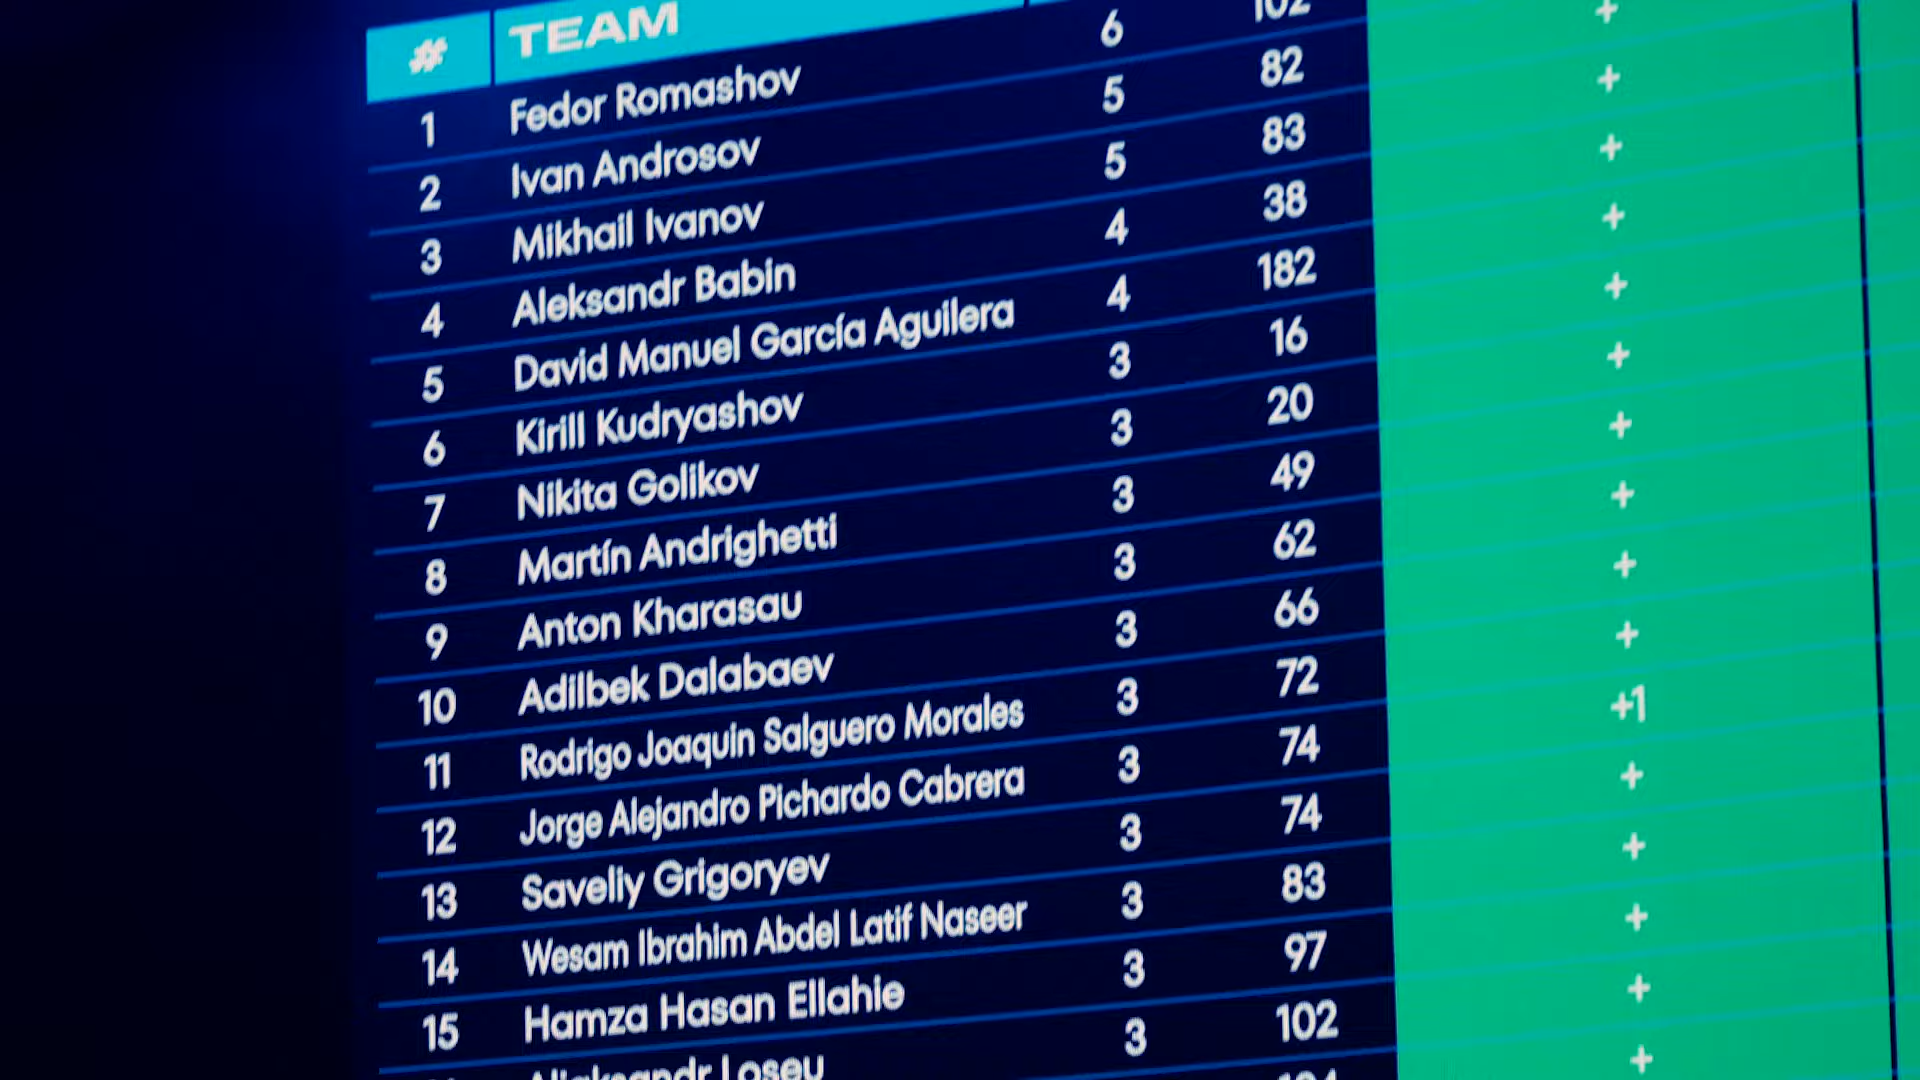 # TEAM
1 Fedor Romashov 6 102
2 Ivan Androsov 5 82 +
3 Mikhail Ivanov 5 83 +
4 Aleksandr Babin 4 38 +
5 David Manuel García Aguilera 4 182 +
6 Kirill Kudryashov 3 16 +
7 Nikita Golikov 3 20 +
8 Martín Andrighetti 3 49 +
9 Anton Kharasau 3 62 +
10 Adilbek Dalabaev 3 66 +
11 Rodrigo Joaquin Salguero Morales 3 72 +
12 Jorge Alejandro Pichardo Cabrera 3 74 +1
13 Saveliy Grigoryev 3 74 +
14 Wesam Ibrahim Abdel Latif Naseer 3 83 +
15 Hamza Hasan Ellahie 3 97 +
Aliaksandr Loseu 3 102 +
+